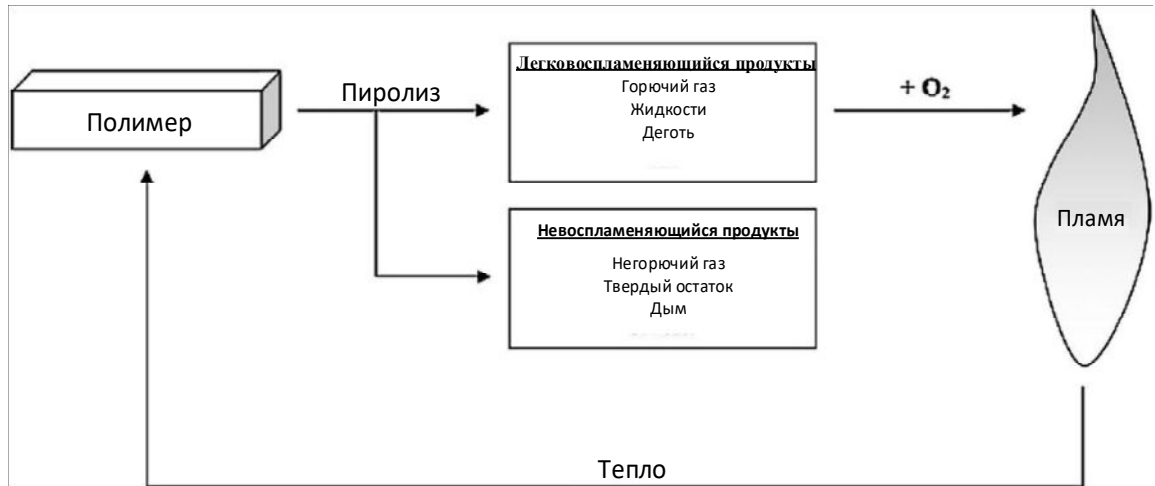 Полимер
Пиролиз
Легковоспламеняющийся продукты
Горючий газ
Жидкости
Деготь
+ O₂
Пламя
Невоспламеняющийся продукты
Негорючий газ
Твердый остаток
Дым
Тепло